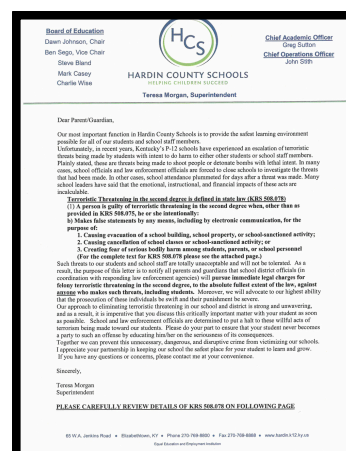 Board of Education
Dawn Johnson, Chair
Ben Sego, Vice Chair
Steve Bland
Mark Casey
Charlie Wise
HCS
HARDIN COUNTY SCHOOLS
HELPING CHILDREN SUCCEED
Teresa Morgan, Superintendent
Chief Academic Officer
Greg Sutton
Chief Operations Officer
John Stith
Dear Parent/Guardian,
Our most important function in Hardin County Schools is to provide the safest learning environment
possible for all of our students and school staff members.
Unfortunately, in recent years, Kentucky's P-12 schools have experienced an escalation of terroristic
threats being made by students with intent to do harm to either other students or school staff members.
Plainly stated, these are threats being made to shoot people or detonate bombs with lethal intent. In many
cases, school officials and law enforcement officials are forced to close schools to investigate the threats
that had been made. In other cases, school attendance plummeted for days after a threat was made. Many
school leaders have said that the emotional, instructional, and financial impacts of these acts are
incalculable.
Terroristic Threatening in the second degree is defined in state law (KRS 508.078)
(1) A person is guilty of terroristic threatening in the second degree when, other than as
provided in KRS 508.075, he or she intentionally:
b) Makes false statements by any means, including by electronic communication, for the
purpose of:
1. Causing evacuation of a school building, school property, or school-sanctioned activity;
2. Causing cancellation of school classes or school-sanctioned activity; or
3. Creating fear of serious bodily harm among students, parents, or school personnel
(For the complete text for KRS 508.078 please see the attached page.)
Such threats to our students and school staff are totally unacceptable and will not be tolerated. As a
result, the purpose of this letter is to notify all parents and guardians that school district officials (in
coordination with responding law enforcement agencies) will pursue immediate legal charges for
felony terroristic threatening in the second degree, to the absolute fullest extent of the law, against
anyone who makes such threats, including students. Moreover, we will advocate to our highest ability
that the prosecution of these individuals be swift and their punishment be severe.
Our approach to eliminating terroristic threatening in our school and district is strong and unwavering,
and as a result, it is imperative that you discuss this critically important matter with your student as soon
as possible. School and law enforcement officials are determined to put a halt to these willful acts of
terrorism being made toward our students. Please do your part to ensure that your student never becomes
a party to such an offense by educating him/her on the seriousness of its consequences.
Together we can prevent this unnecessary, dangerous, and disruptive crime from victimizing our schools.
I appreciate your partnership in keeping our school the safest place for your student to learn and grow.
If you have any questions or concerns, please contact me at your convenience.
Sincerely,
Teresa Morgan
Superintendent
PLEASE CAREFULLY REVIEW DETAILS OF KRS 508.078 ON FOLLOWING PAGE
65 W.A. Jenkins Road • Elizabethtown, KY • Phone 270-769-8800 • Fax 270-769-8888 • www.hardin.k12.ky.us
Equal Education and Employment Institution